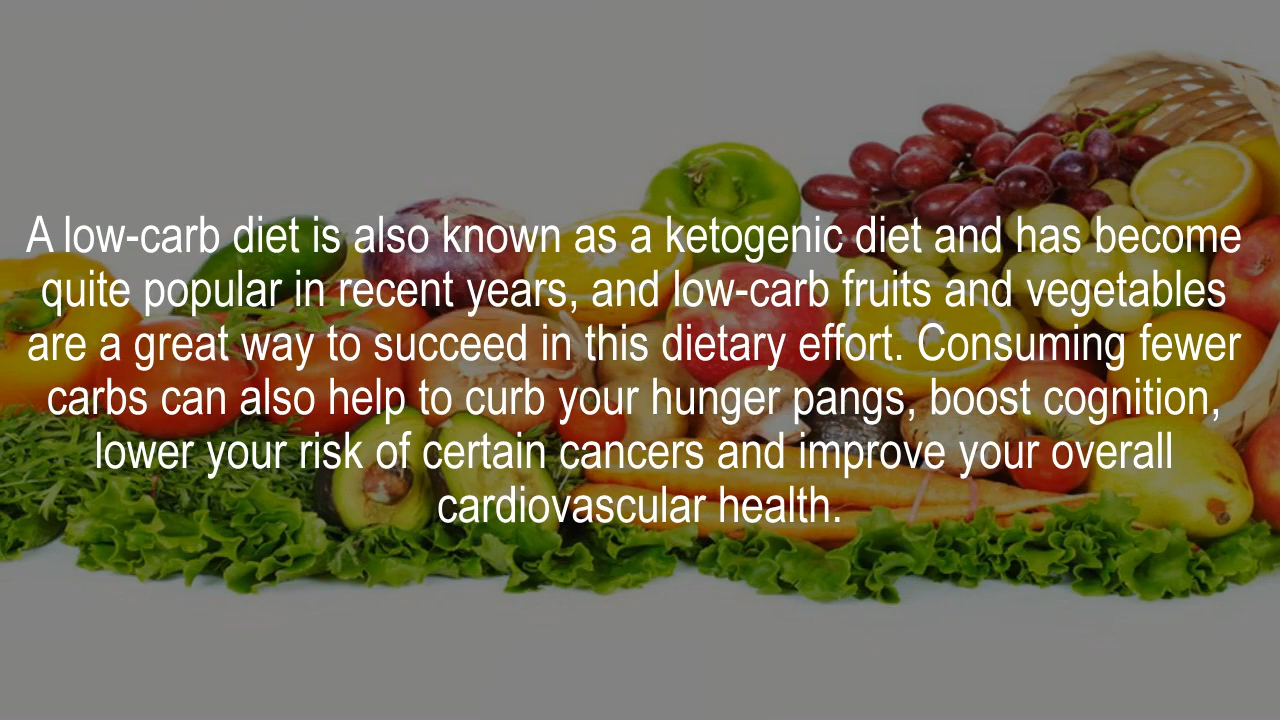 A low-carb diet is also known as a ketogenic diet and has become
quite popular in recent years, and low-carb fruits and vegetables
are a great way to succeed in this dietary effort. Consuming fewer
carbs can also help to curb your hunger pangs, boost cognition,
lower your risk of certain cancers and improve your overall
cardiovascular health.